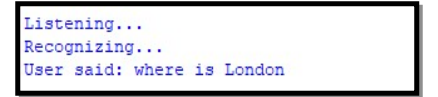 Listening...
Recognizing...
User said: where is London